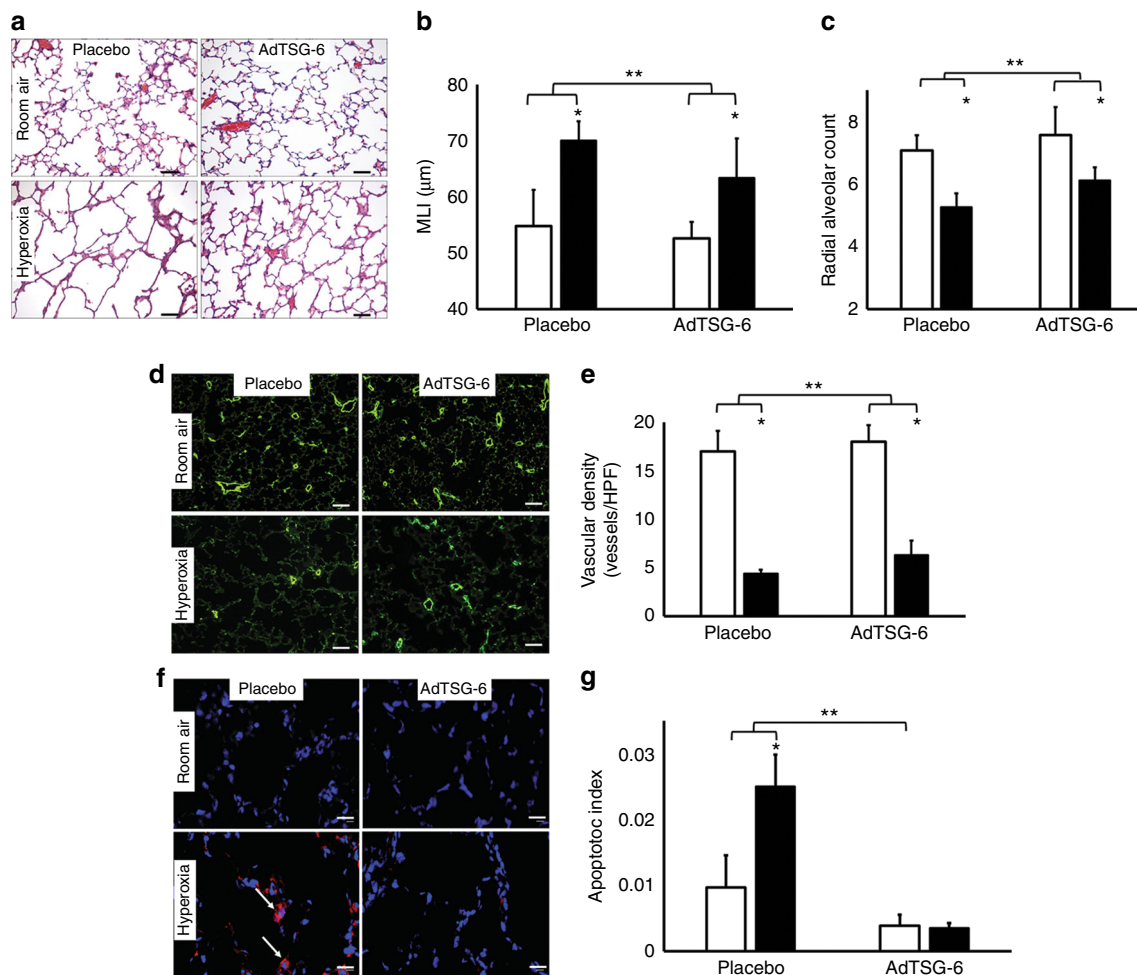 a
Placebo
AdTSG-6
Room air
Hyperoxia
b
**
*
*
80
70
60
50
40
MLI (μm)
Placebo
AdTSG-6
c
**
*
*
8
6
4
2
Radial alveolar count
Placebo
AdTSG-6
d
Placebo
AdTSG-6
Room air
Hyperoxia
e
**
*
*
20
15
10
5
0
Vascular density
(vessels/HPF)
Placebo
AdTSG-6
f
Placebo
AdTSG-6
Room air
Hyperoxia
g
**
*
0.03
0.02
0.01
0
Apoptotoc index
Placebo
AdTSG-6